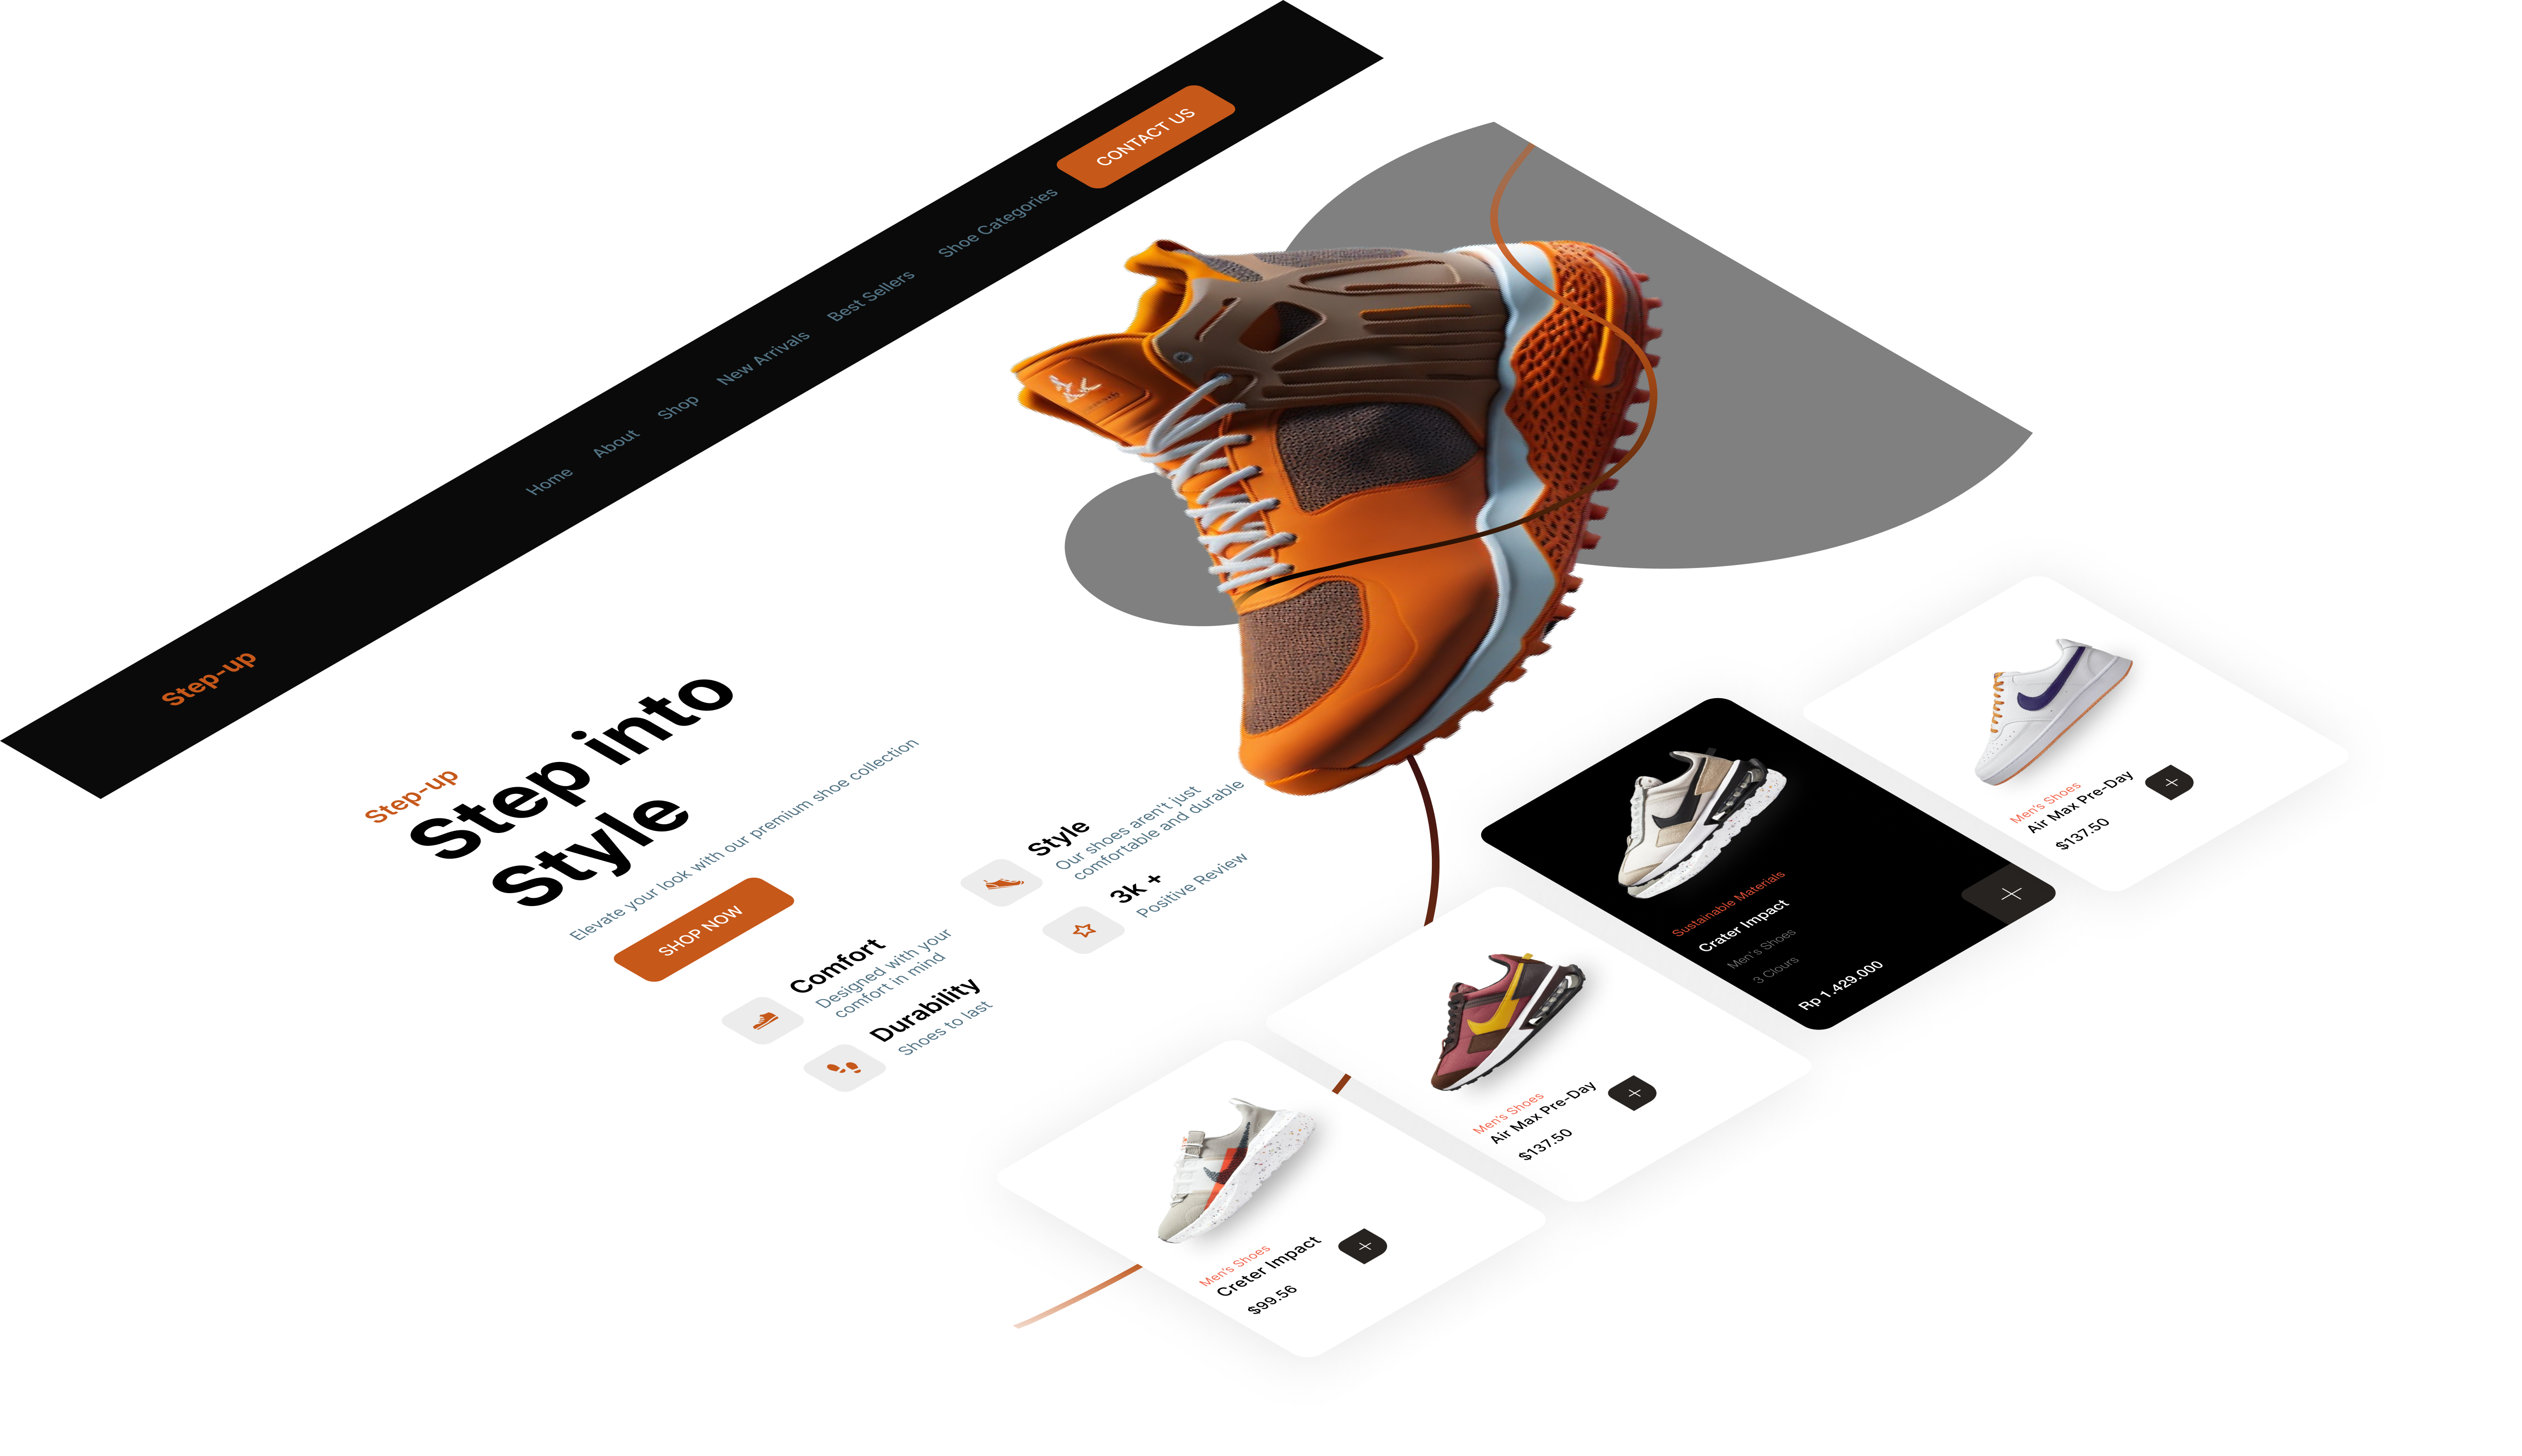 Step-up
Home
About
Shop
New Arrivals
Best Sellers
Shoe Categories
CONTACT US
Step-up
Step into
Style
Elevate your look with our premium shoe collection
SHOP NOW
Comfort
Designed with your
comfort in mind
Style
Our shoes aren't just
comfortable and durable
Durability
Shoes to last
3k +
Positive Review
Men's Shoes
Creter Impact
$99.56
Men's Shoes
Air Max Pre-Day
$137.50
Sustainable Materials
Crater Impact
Men's Shoes
3 Clours
Rp 1.429.000
Men's Shoes
Air Max Pre-Day
$137.50